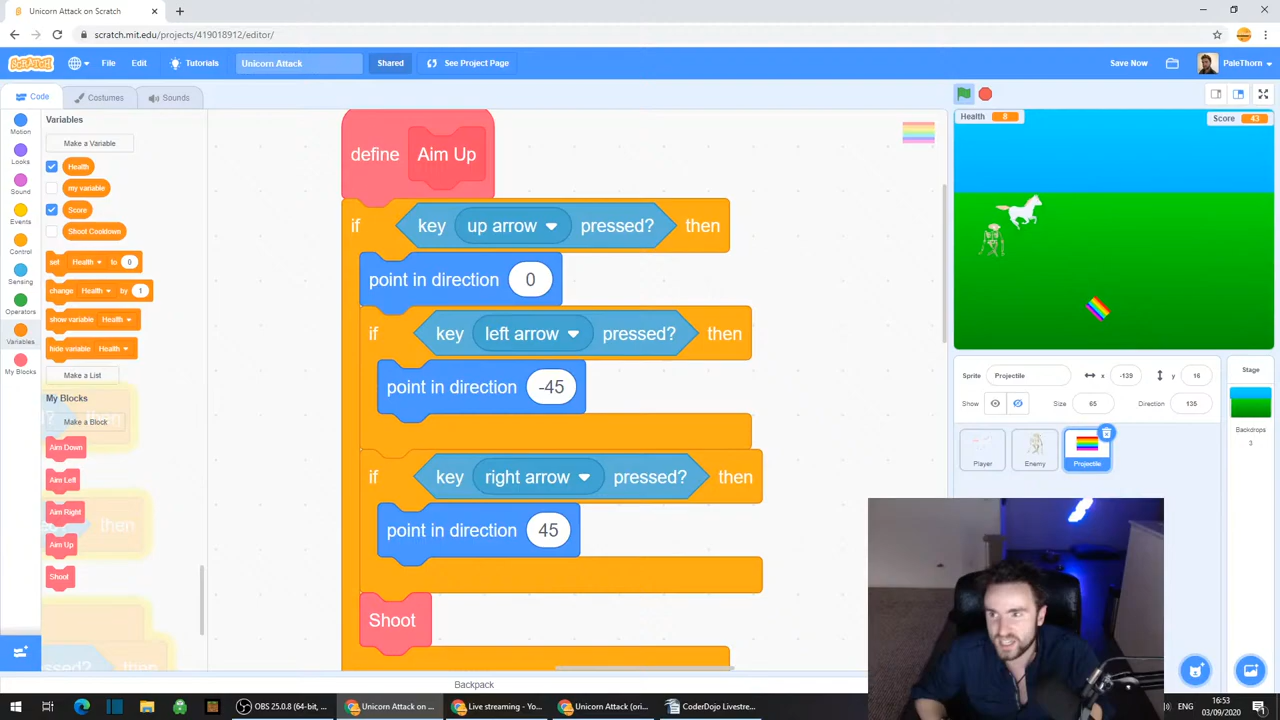 Unicorn Attack on Scratch
scratch.mit.edu/projects/419018912/editor/
SCRATCH
File
Edit
Tutorials
Unicorn Attack
Shared
See Project Page
Save Now
PaleThorn
Code
Costumes
Sounds
Motion
Looks
Sound
Events
Control
Sensing
Operators
Variables
My Blocks
Variables
Make a Variable
Health
my variable
Score
Shoot Cooldown
set Health to 0
change Health by 1
show variable Health
hide variable Health
Make a List
My Blocks
Make a Block
Aim Down
Aim Left
Aim Right
Aim Up
Shoot
then
essed? then
define Aim Up
if key up arrow pressed? then
point in direction 0
if key left arrow pressed? then
point in direction -45
if key right arrow pressed? then
point in direction 45
Shoot
Backpack
Health 8
Score 43
Sprite Projectile x -139 y 16
Show Size 65 Direction 135
Player
Enemy
Projectile
Stage
Backdrops
3
OBS 25.0.8 (64-bit, ...
Unicorn Attack on ...
Live streaming - Yo...
Unicorn Attack (ori...
CoderDojo Livestre...
16:53
03/09/2020